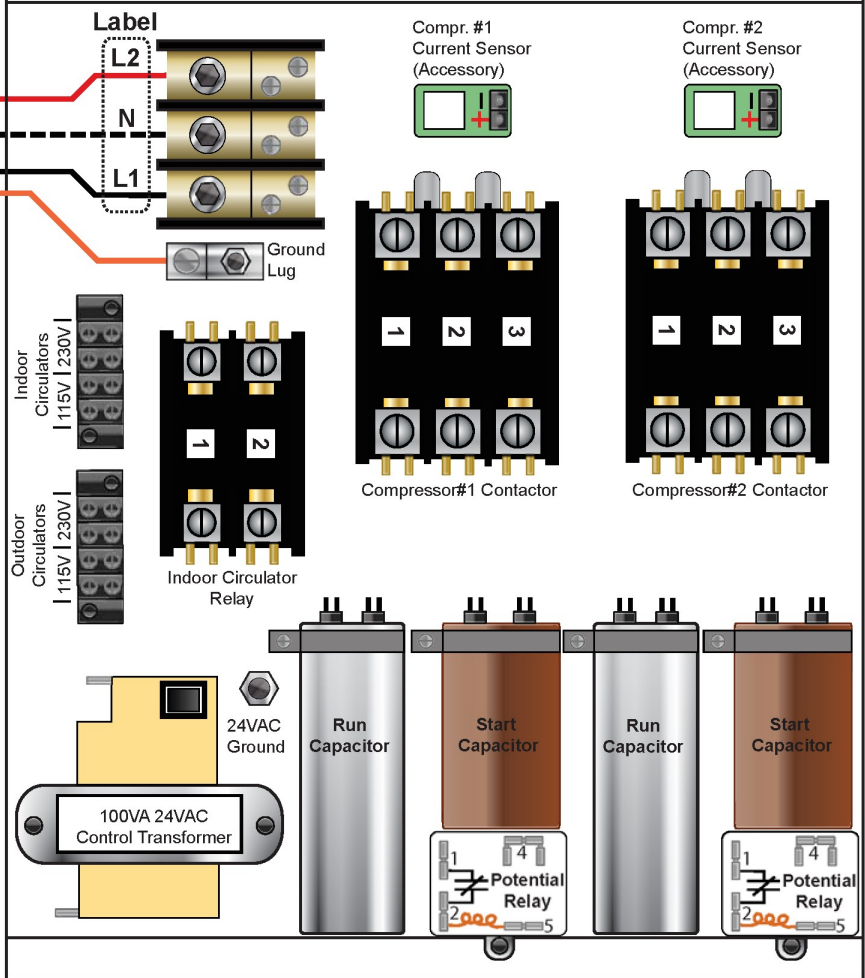 Label
L2
N
L1
Ground
Lug
Compr. #1
Current Sensor
(Accessory)
-
+
Compr. #2
Current Sensor
(Accessory)
-
+
1
2
3
Compressor#1 Contactor
1
2
3
Compressor#2 Contactor
Indoor
Circulators
115V
230V
Outdoor
Circulators
115V
230V
1
2
Indoor Circulator
Relay
24VAC
Ground
100VA 24VAC
Control Transformer
Run
Capacitor
Start
Capacitor
Run
Capacitor
Start
Capacitor
1
4
Potential
Relay
2
5
1
4
Potential
Relay
2
5